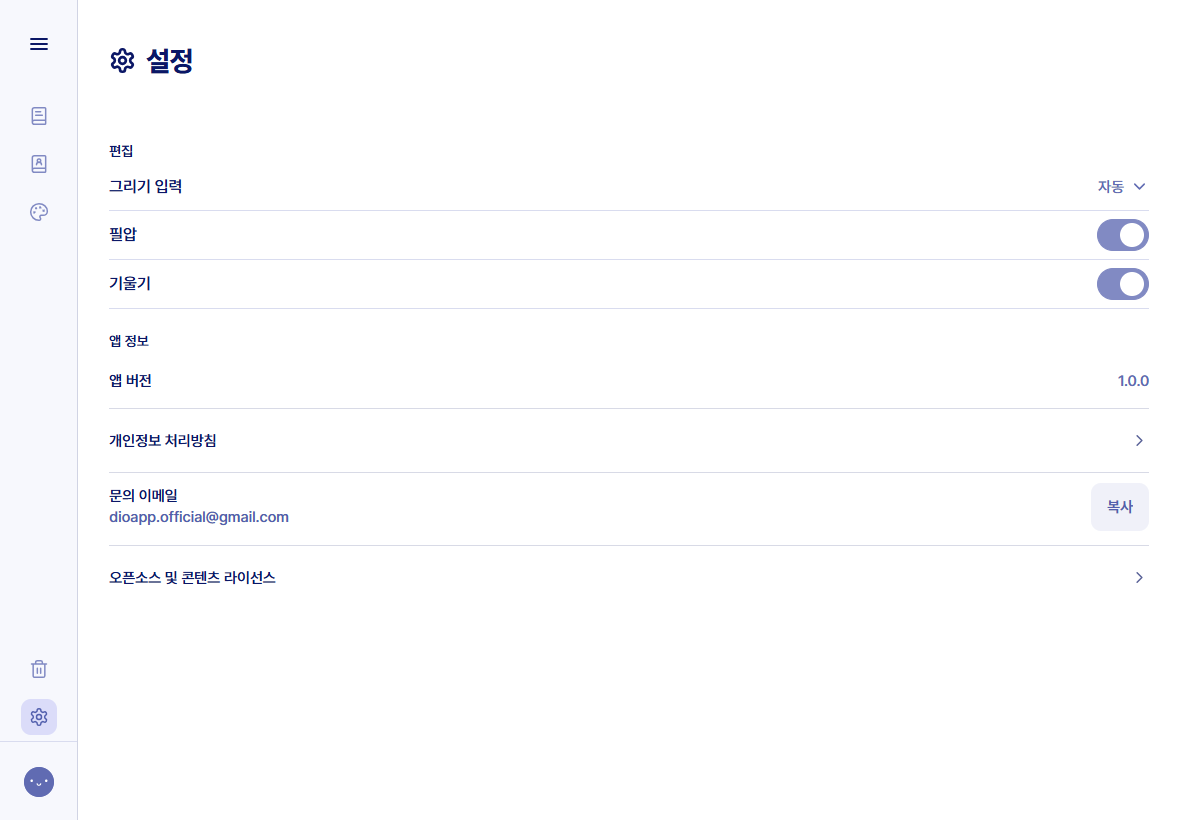 설정
편집
그리기 입력
자동
필압
기울기
앱 정보
앱 버전
1.0.0
개인정보 처리방침
문의 이메일
dioapp.official@gmail.com
복사
오픈소스 및 콘텐츠 라이선스